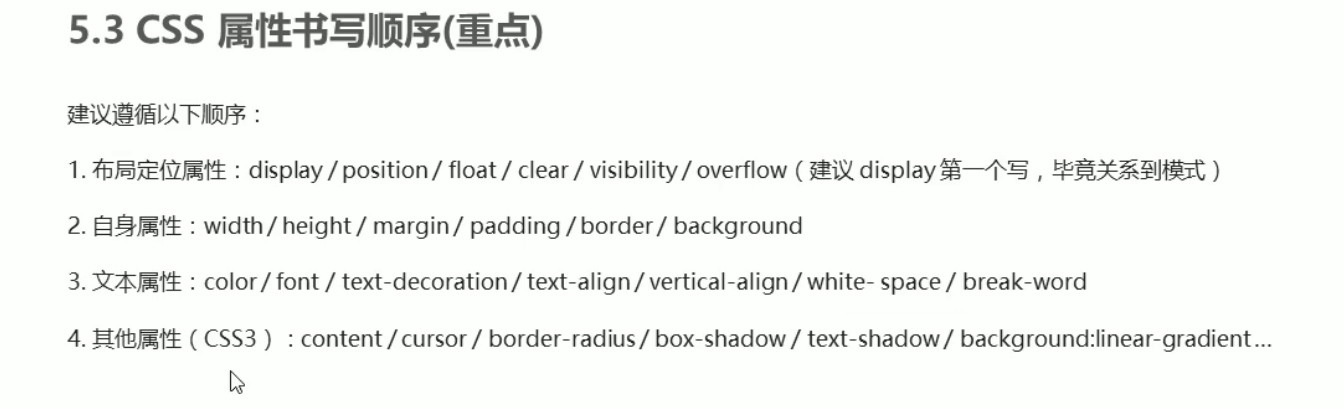 5.3 CSS 属性书写顺序(重点)
建议遵循以下顺序：
1. 布局定位属性：display / position / float / clear / visibility / overflow（建议 display 第一个写，毕竟关系到模式）
2. 自身属性：width / height / margin / padding / border / background
3. 文本属性：color / font / text-decoration / text-align / vertical-align / white- space / break-word
4. 其他属性（CSS3）：content / cursor / border-radius / box-shadow / text-shadow / background:linear-gradient …